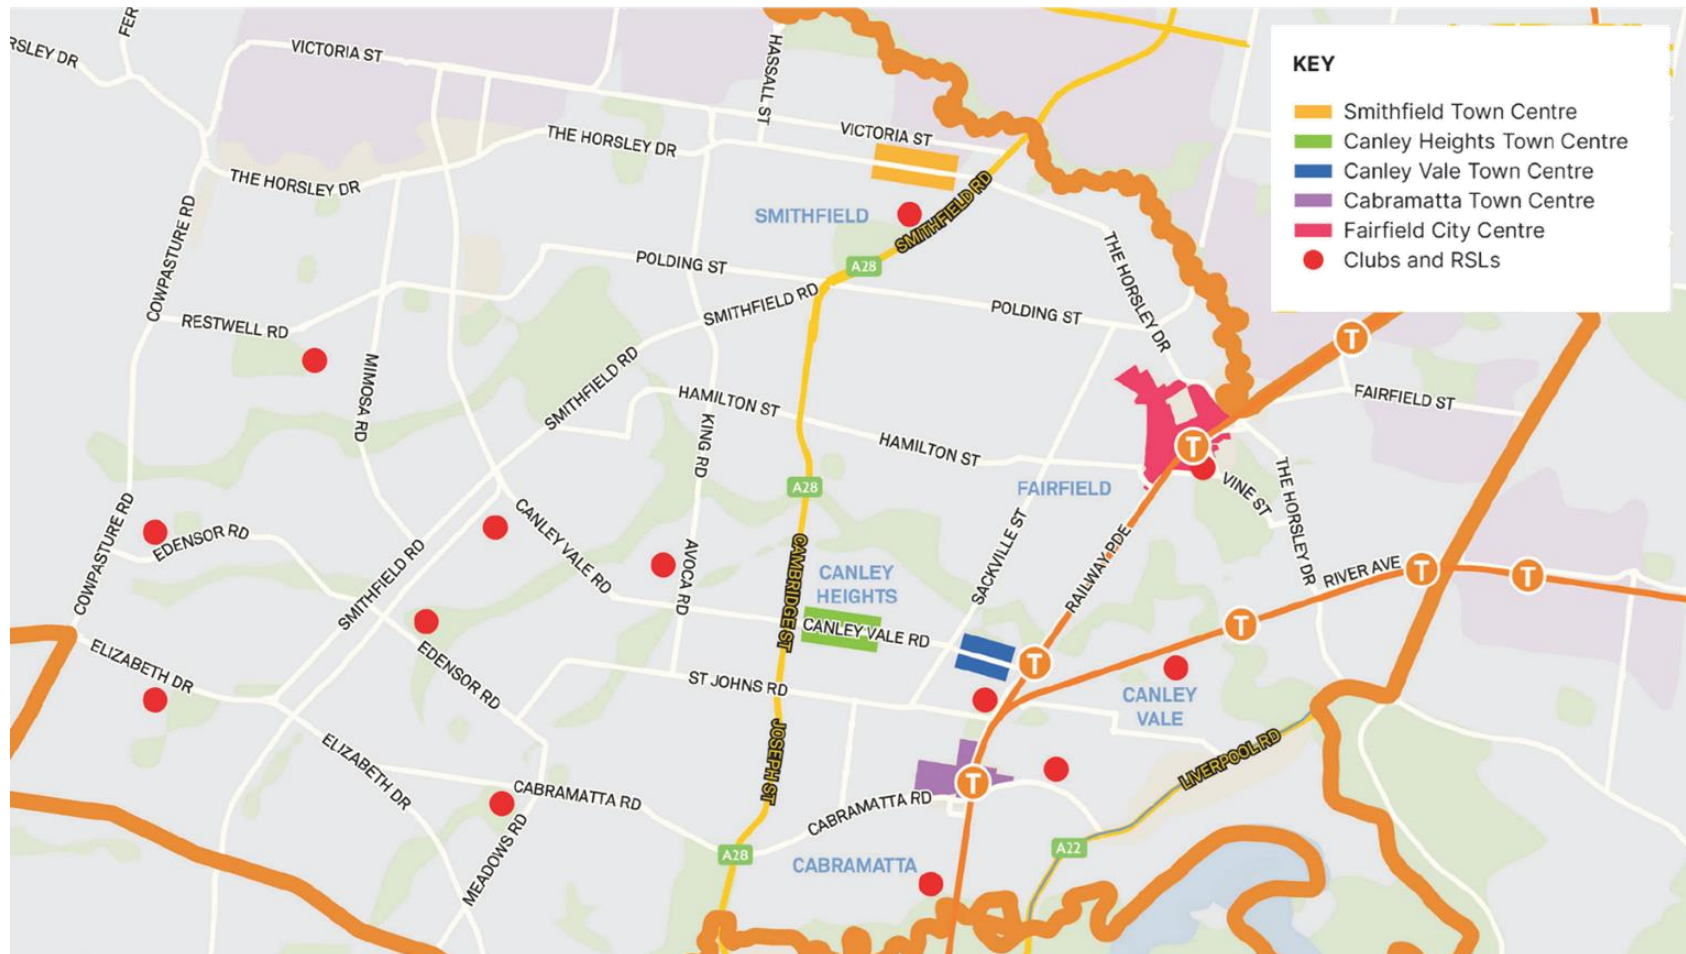 FER
RSLEY DR
VICTORIA ST
HASSALL ST
THE HORSLEY DR
VICTORIA ST
THE HORSLEY DR
SMITHFIELD RD
SMITHFIELD
COWPASTURE RD
POLDING ST
A28
THE HORSLEY DR
SMITHFIELD RD
POLDING ST
RESTWELL RD
MIMOSA RD
SMITHFIELD RD
HAMILTON ST
KING RD
HAMILTON ST
FAIRFIELD
A28
FAIRFIELD ST
VINE ST
THE HORSLEY DR
COWPASTURE RD
EDENSOR RD
CANLEY VALE RD
AVOCA RD
CAMBRIDGE ST
CANLEY
HEIGHTS
SACKVILLE ST
RAILWAY PDE
RIVER AVE
SMITHFIELD RD
CANLEY VALE RD
ELIZABETH DR
EDENSOR RD
ST JOHNS RD
CANLEY
VALE
JOSEPH ST
LIVERPOOL RD
ELIZABETH DR
CABRAMATTA RD
CABRAMATTA RD
MEADOWS RD
A28
A22
CABRAMATTA
T
T
T
T
T
T
T
KEY
Smithfield Town Centre
Canley Heights Town Centre
Canley Vale Town Centre
Cabramatta Town Centre
Fairfield City Centre
Clubs and RSLs